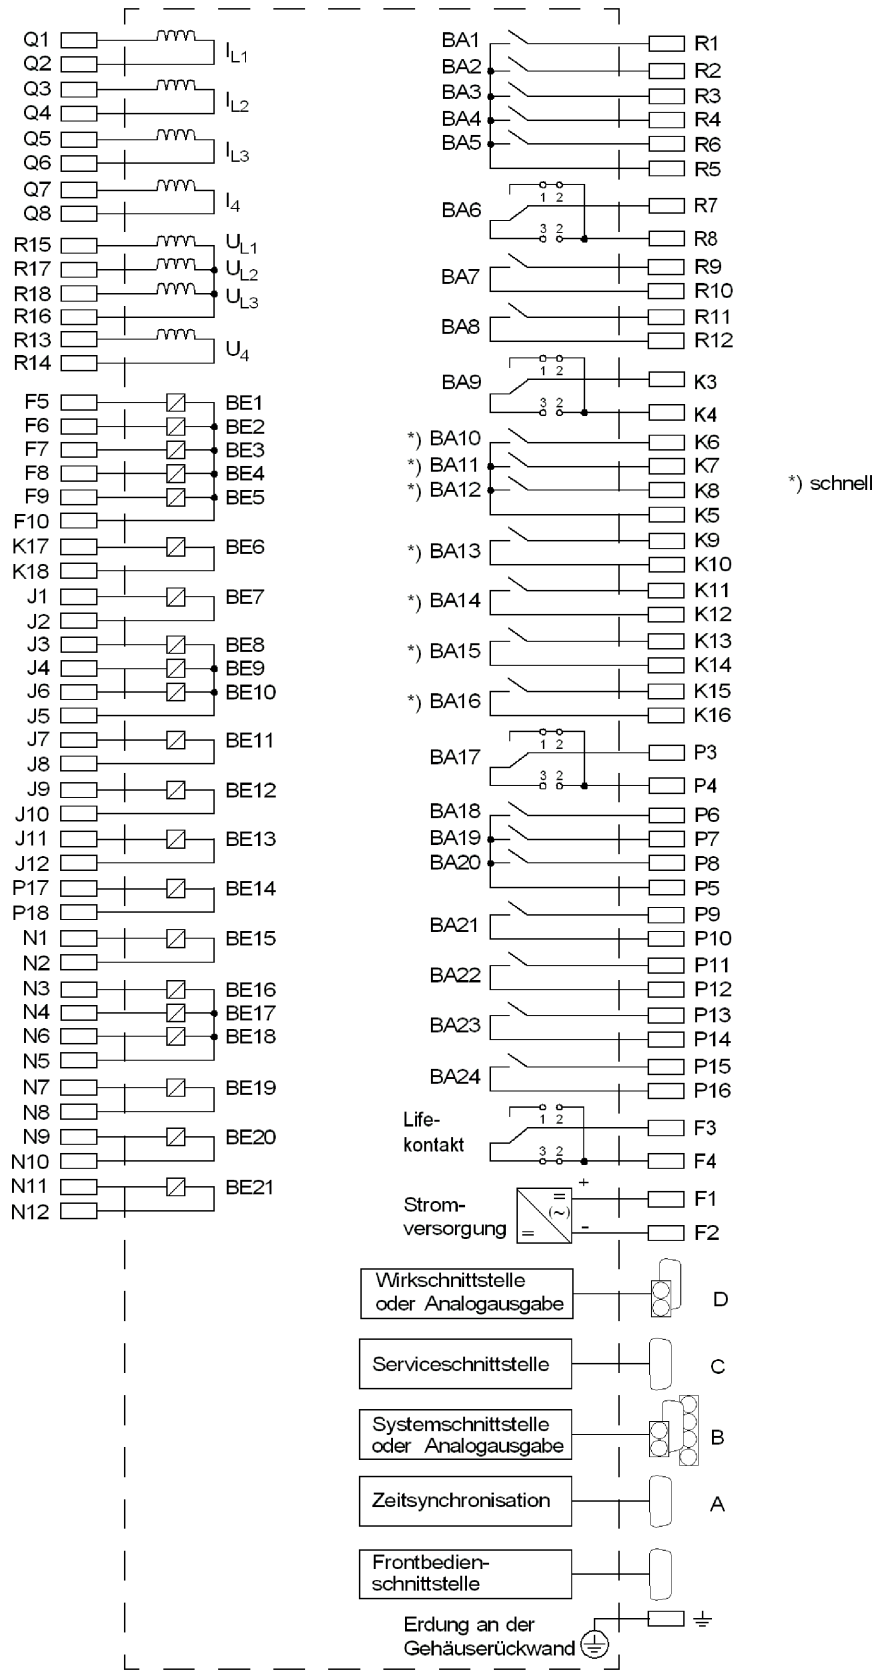 Q1
Q2 I_L1
Q3
Q4 I_L2
Q5
Q6 I_L3
Q7
Q8 I_4
R15 U_L1
R17 U_L2
R18 U_L3
R16
R13
R14 U_4
F5 BE1
F6 BE2
F7 BE3
F8 BE4
F9 BE5
F10
K17 BE6
K18
J1 BE7
J2
J3 BE8
J4 BE9
J6 BE10
J5
J7 BE11
J8
J9 BE12
J10
J11 BE13
J12
P17 BE14
P18
N1 BE15
N2
N3 BE16
N4 BE17
N6 BE18
N5
N7 BE19
N8
N9 BE20
N10
N11 BE21
N12
BA1 R1
BA2 R2
BA3 R3
BA4 R4
BA5 R6
R5
1 2
BA6 R7
3 2
R8
BA7 R9
R10
BA8 R11
R12
1 2
BA9 K3
3 2
K4
*) BA10 K6
*) BA11 K7
*) BA12 K8
*) schnell
K5
*) BA13 K9
K10
*) BA14 K11
K12
*) BA15 K13
K14
*) BA16 K15
K16
1 2
BA17 P3
3 2
P4
BA18 P6
BA19 P7
BA20 P8
P5
BA21 P9
P10
BA22 P11
P12
BA23 P13
P14
BA24 P15
P16
1 2
Life-
kontakt
F3
3 2
F4
Strom-
versorgung
= (~) =
+ F1
- F2
Wirkschnittstelle
oder Analogausgabe
D
Serviceschnittstelle
C
Systemschnittstelle
oder Analogausgabe
B
Zeitsynchronisation
A
Frontbedien-
schnittstelle
Erdung an der
Gehäuserückwand